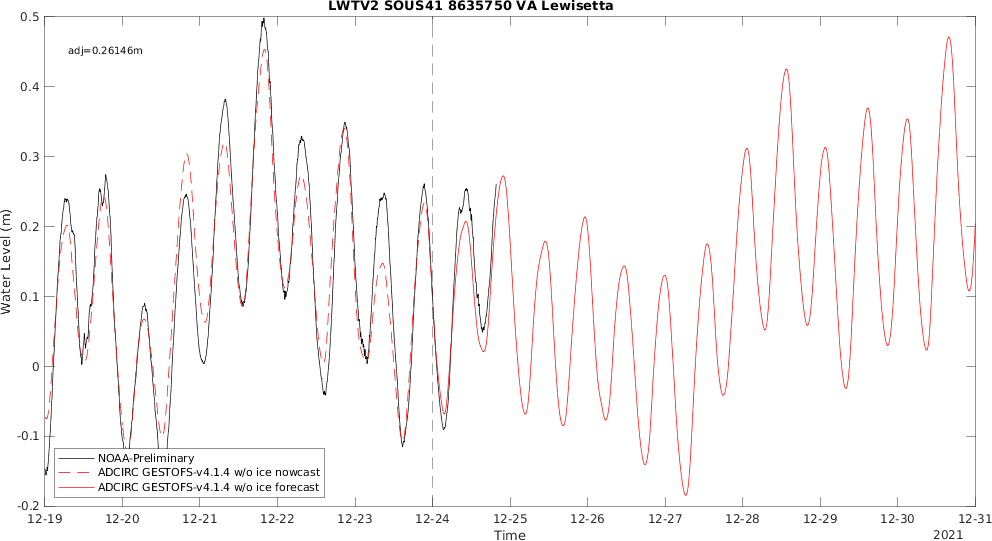 LWTV2 SOUS41 8635750 VA Lewisetta
adj=0.26146m
Water Level (m)
0.5
0.4
0.3
0.2
0.1
0
-0.1
-0.2
NOAA-Preliminary
ADCIRC GESTOFS-v4.1.4 w/o ice nowcast
ADCIRC GESTOFS-v4.1.4 w/o ice forecast
12-19 12-20 12-21 12-22 12-23 12-24 12-25 12-26 12-27 12-28 12-29 12-30 12-31
Time
2021